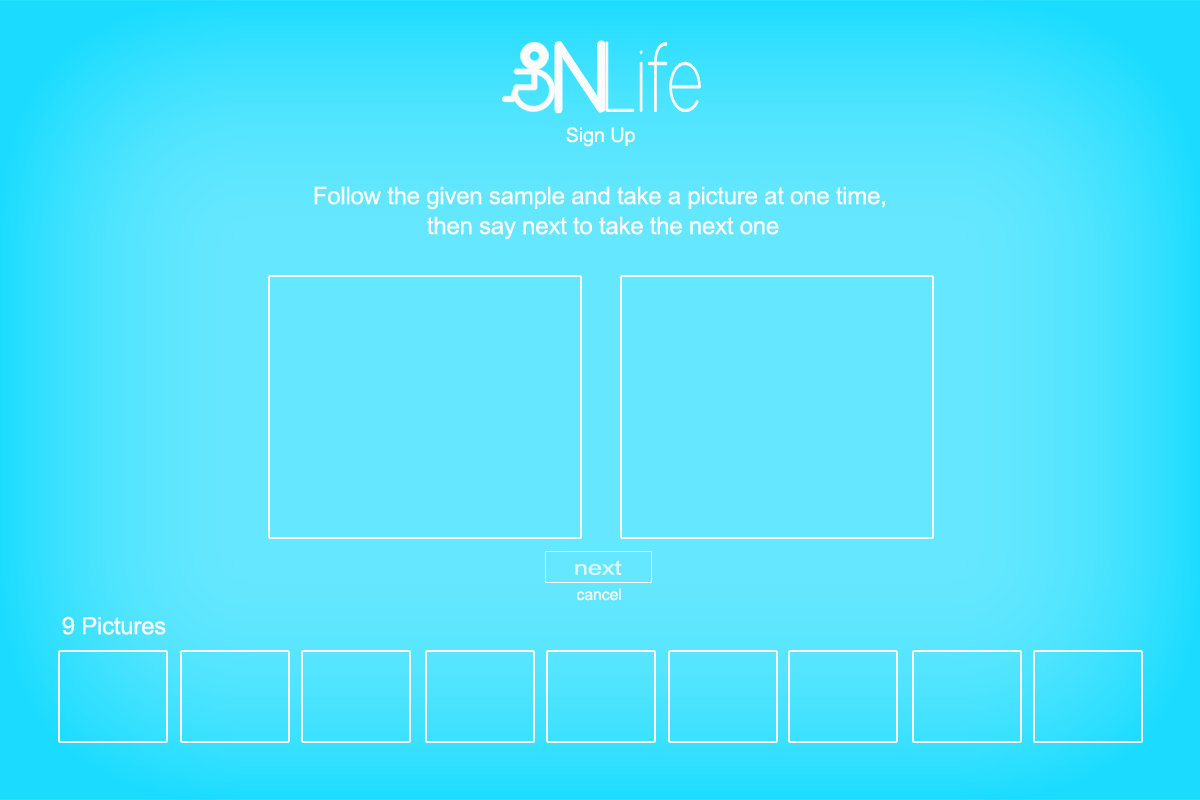 ONLife
Sign Up
Follow the given sample and take a picture at one time,
then say next to take the next one
next
cancel
9 Pictures